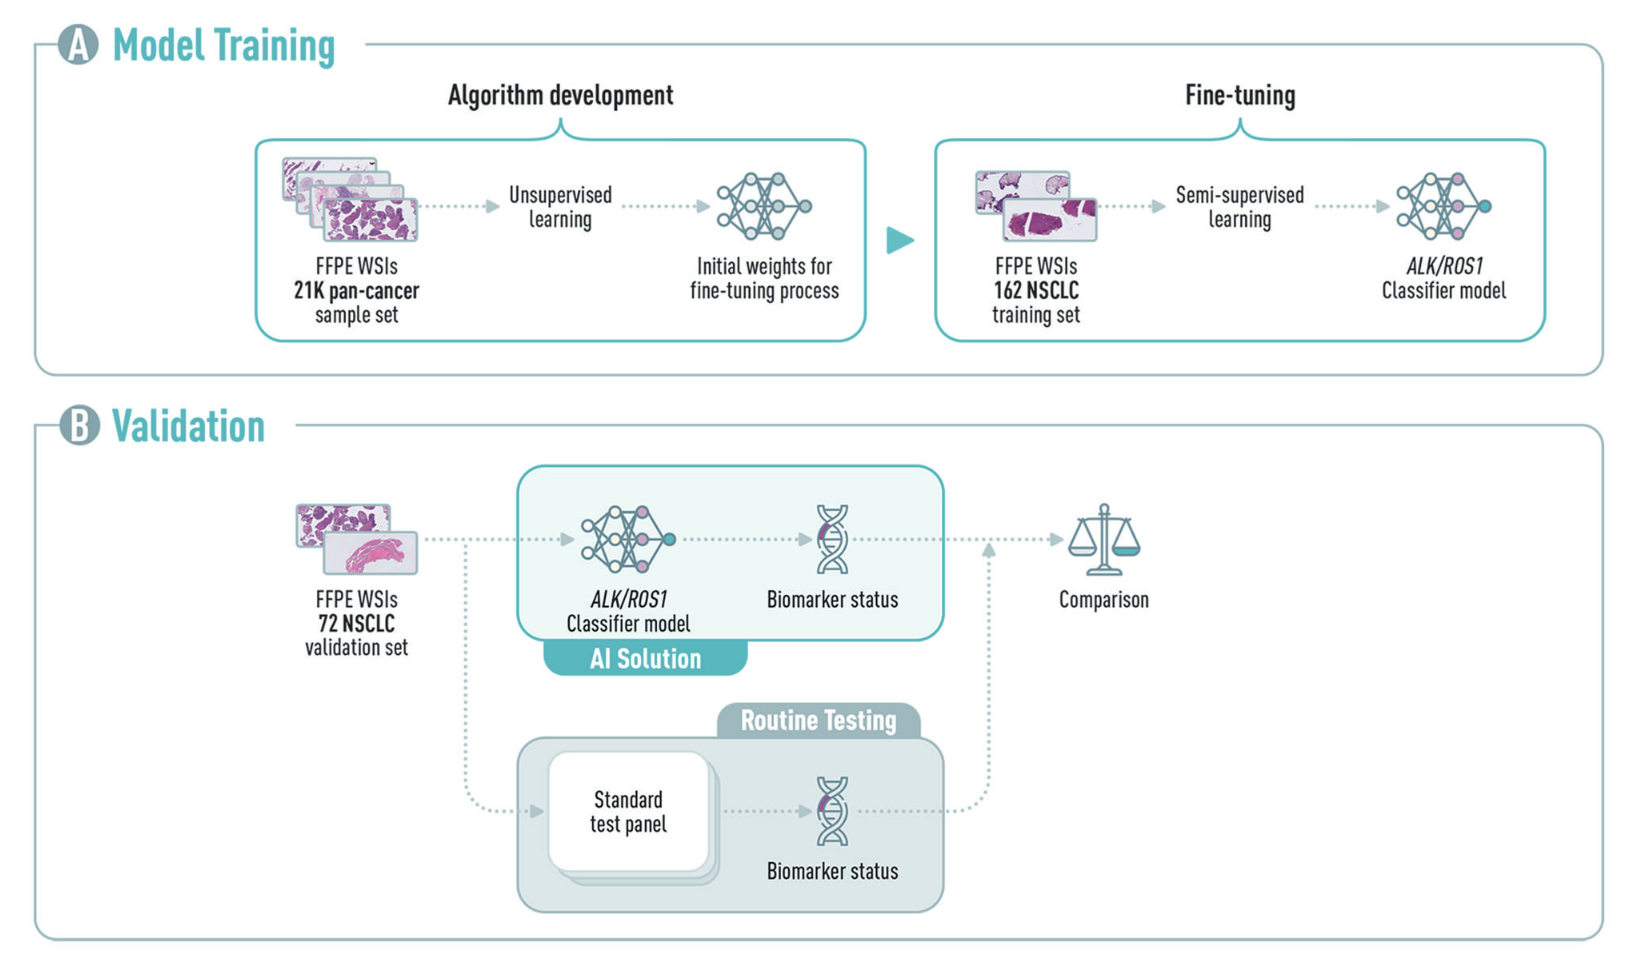 A Model Training
Algorithm development
Fine-tuning
Unsupervised
learning
FFPE WSIs
21K pan-cancer
sample set
Initial weights for
fine-tuning process
Semi-supervised
learning
FFPE WSIs
162 NSCLC
training set
ALK/ROS1
Classifier model
B Validation
FFPE WSIs
72 NSCLC
validation set
ALK/ROS1
Classifier model
Biomarker status
AI Solution
Comparison
Routine Testing
Standard
test panel
Biomarker status